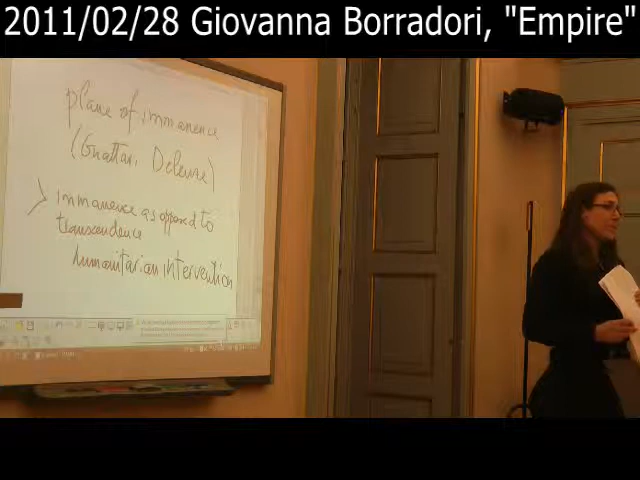 2011/02/28 Giovanna Borradori, "Empire"
plane of immanence
(Guattari, Deleuze)
> immanence as opposed to
transcendence
humanitarian intervention